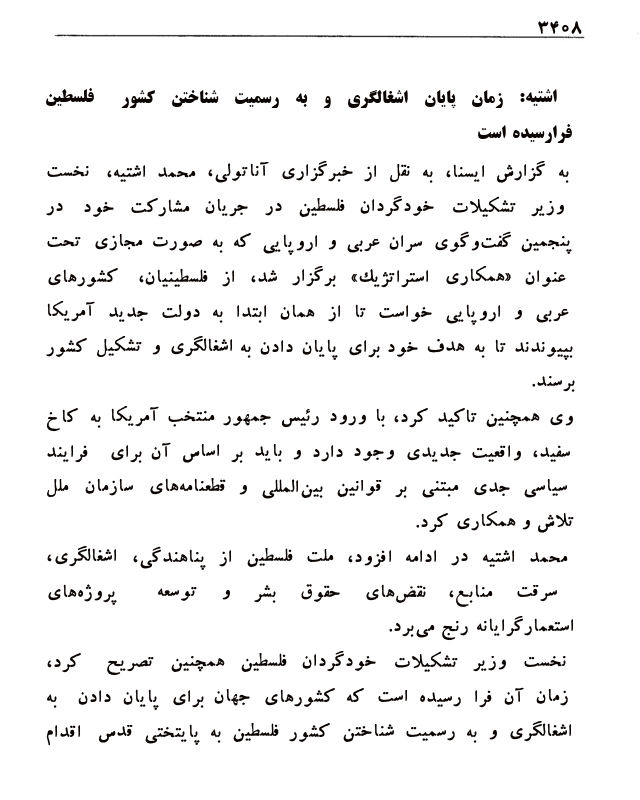 ۳۴۰۸
اشتیه: زمان پایان اشغالگری و به رسمیت شناختن کشور فلسطین
فرارسیده است
به گزارش ایسنا، به نقل از خبرگزاری آناتولی، محمد اشتیه، نخست
وزیر تشکیلات خودگردان فلسطین در جریان مشارکت خود در
پنجمین گفت‌وگوی سران عربی و اروپایی که به صورت مجازی تحت
عنوان «همکاری استراتژیک» برگزار شد، از فلسطینیان، کشورهای
عربی و اروپایی خواست تا از همان ابتدا به دولت جدید آمریکا
بپیوندند تا به هدف خود برای پایان دادن به اشغالگری و تشکیل کشور
برسند.
وی همچنین تاکید کرد، با ورود رئیس جمهور منتخب آمریکا به کاخ
سفید، واقعیت جدیدی وجود دارد و باید بر اساس آن برای فرایند
سیاسی جدی مبتنی بر قوانین بین‌المللی و قطعنامه‌های سازمان ملل
تلاش و همکاری کرد.
محمد اشتیه در ادامه افزود، ملت فلسطین از پناهندگی، اشغالگری،
سرقت منابع، نقض‌های حقوق بشر و توسعه پروژه‌های
استعمارگرایانه رنج می‌برد.
نخست وزیر تشکیلات خودگردان فلسطین همچنین تصریح کرد،
زمان آن فرا رسیده است که کشورهای جهان برای پایان دادن به
اشغالگری و به رسمیت شناختن کشور فلسطین به پایتختی قدس اقدام